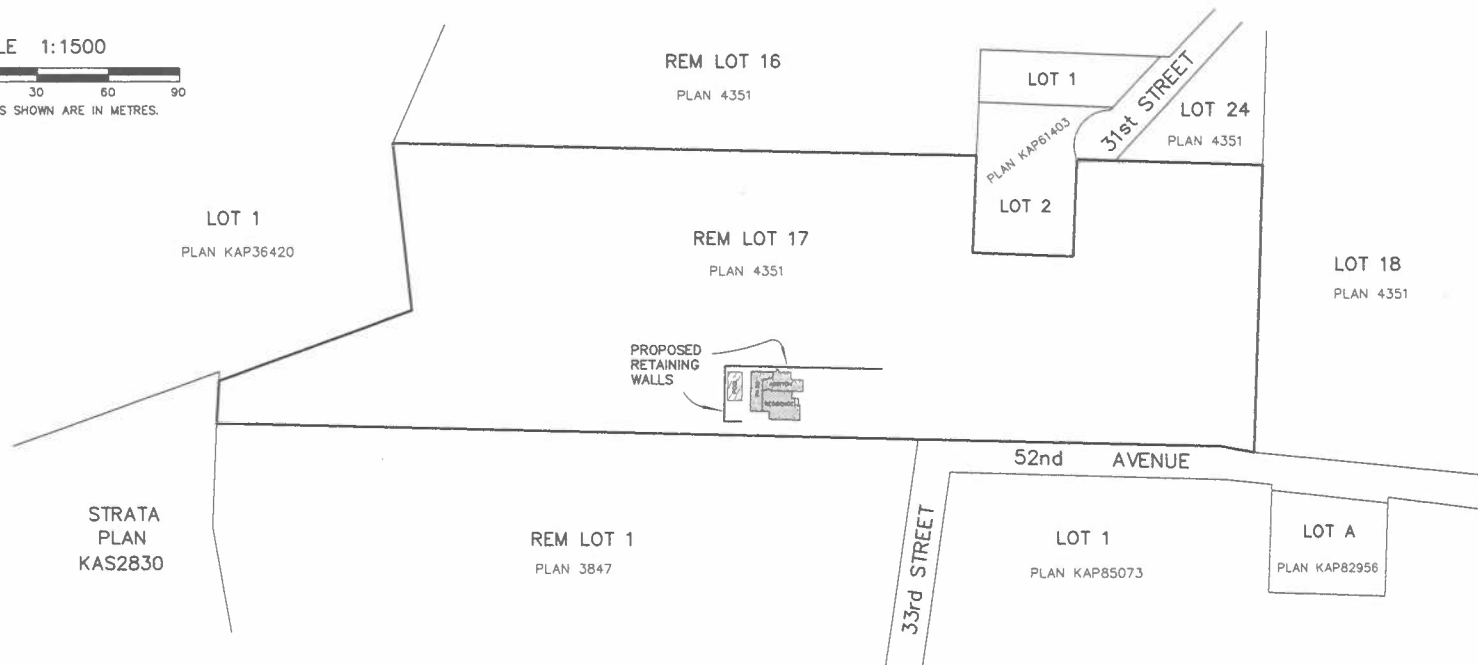 1:1500
30 60 90
SHOWN ARE IN METRES.
REM LOT 16
PLAN 4351
LOT 1
31st STREET
LOT 24
PLAN 4351
PLAN KAP61403
LOT 2
LOT 1
PLAN KAP36420
REM LOT 17
PLAN 4351
LOT 18
PLAN 4351
PROPOSED
RETAINING
WALLS
POOL
ADDITION
RESIDENCE
52nd AVENUE
STRATA
PLAN
KAS2830
REM LOT 1
PLAN 3847
33rd STREET
LOT 1
PLAN KAP85073
LOT A
PLAN KAP82956